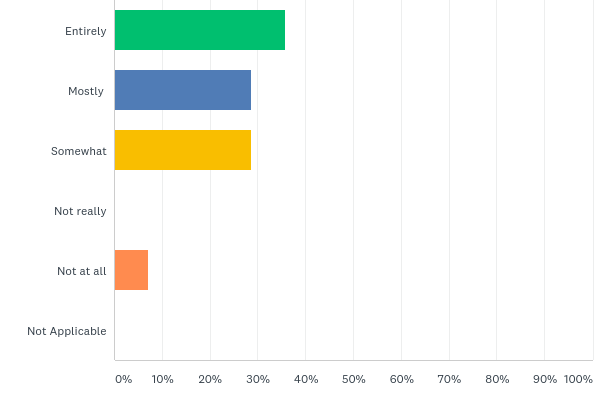 Entirely
Mostly
Somewhat
Not really
Not at all
Not Applicable
0% 10% 20% 30% 40% 50% 60% 70% 80% 90% 100%